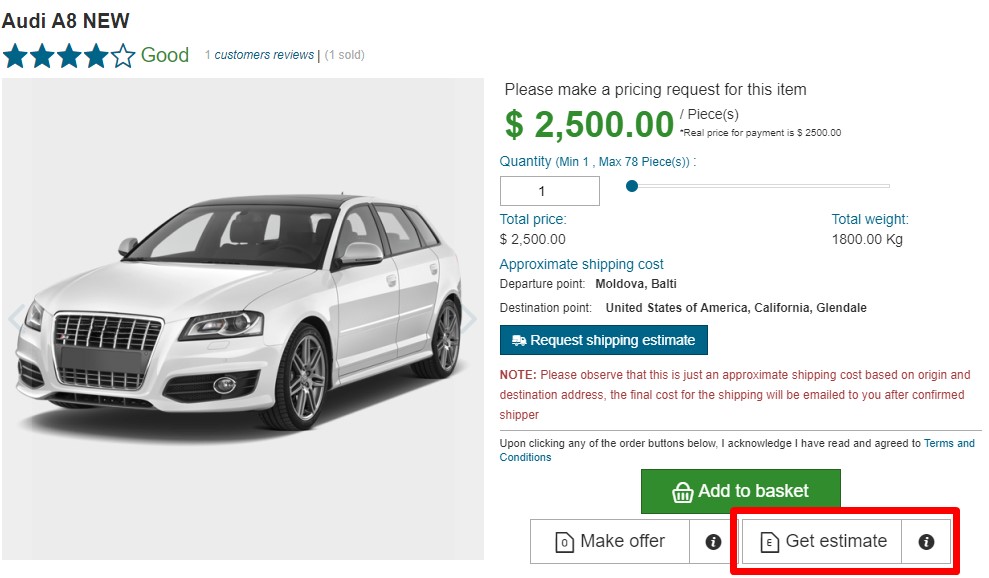 Audi A8 NEW
Good 1 customers reviews | (1 sold)
Please make a pricing request for this item
$ 2,500.00 / Piece(s)
*Real price for payment is $ 2500.00
Quantity (Min 1 , Max 78 Piece(s)) :
1
Total price: Total weight:
$ 2,500.00 1800.00 Kg
Approximate shipping cost
Departure point: Moldova, Balti
Destination point: United States of America, California, Glendale
Request shipping estimate
NOTE: Please observe that this is just an approximate shipping cost based on origin and
destination address, the final cost for the shipping will be emailed to you after confirmed
shipper
Upon clicking any of the order buttons below, I acknowledge I have read and agreed to Terms and
Conditions
Add to basket
O Make offer i E Get estimate i